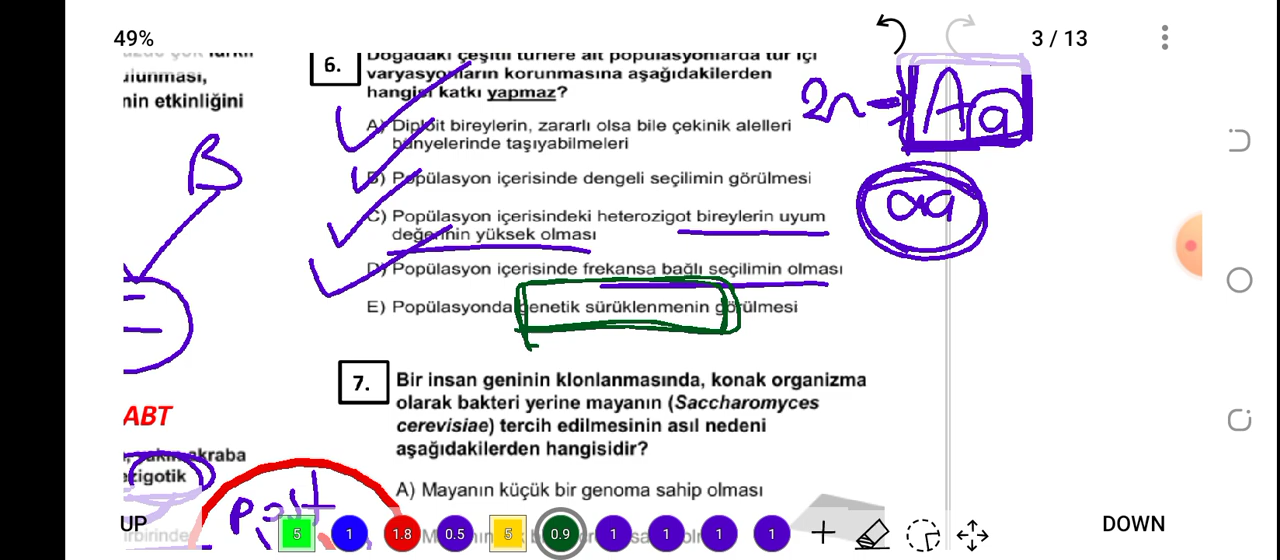 49%
3 / 13
ulunması,
nin etkinliğini
6.
Doğadaki çeşitli türlere ait popülasyonlarda tür içi
varyasyonların korunmasına aşağıdakilerden
hangisi katkı yapmaz?
A) Diploit bireylerin, zararlı olsa bile çekinik alelleri
bünyelerinde taşıyabilmeleri
B) Popülasyon içerisinde dengeli seçilimin görülmesi
C) Popülasyon içerisindeki heterozigot bireylerin uyum
değerinin yüksek olması
D) Popülasyon içerisinde frekansa bağlı seçilimin olması
E) Popülasyonda genetik sürüklenmenin görülmesi
2n
Aa
aa
B
7.
Bir insan geninin klonlanmasında, konak organizma
olarak bakteri yerine mayanın (Saccharomyces
cerevisiae) tercih edilmesinin asıl nedeni
aşağıdakilerden hangisidir?
A) Mayanın küçük bir genoma sahip olması
ABT
yakın akraba
ezigotik
birinde
post
UP
5
1
1.8
0.5
5
0.9
1
1
1
1
DOWN